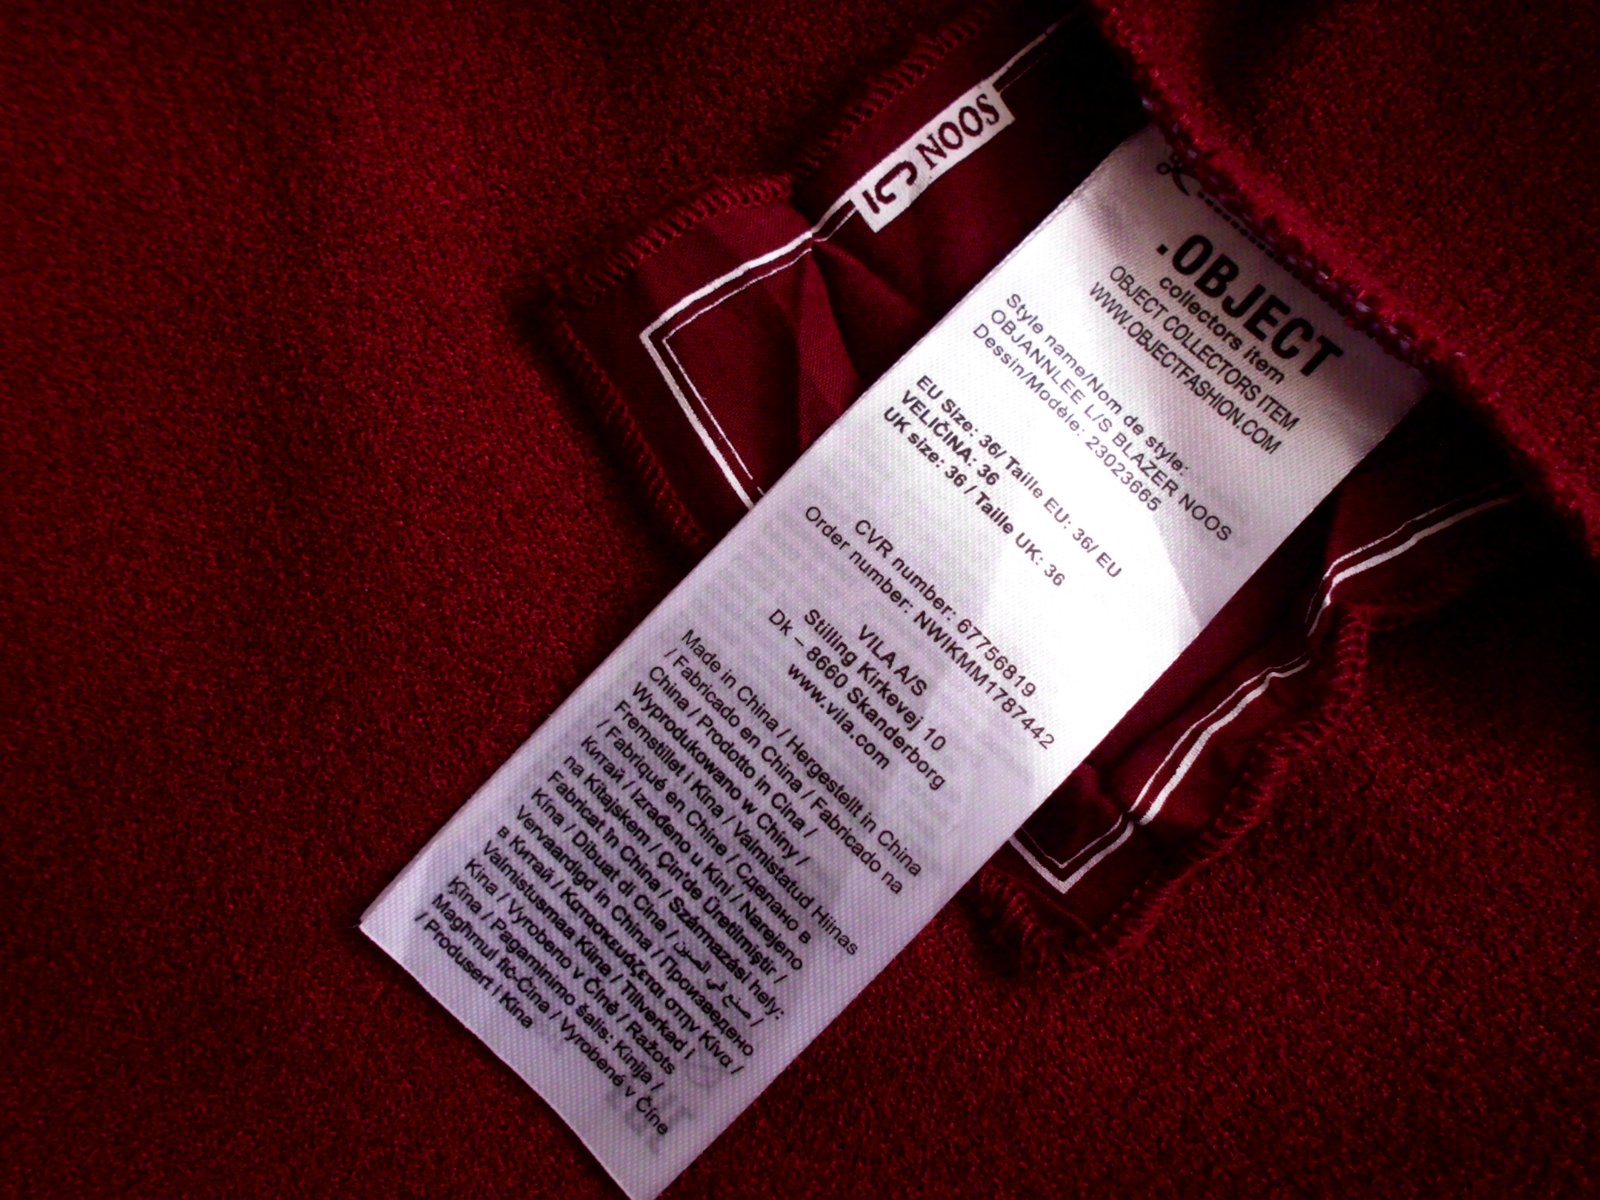 NOOS
.OBJECT
collectors item
OBJECT COLLECTORS ITEM
WWW.OBJECTFASHION.COM
Style name/Nom de style:
OBJANNLEE L/S BLAZER NOOS
Dessin/Modèle: 23023665
EU Size: 36/ Taille EU: 36/ EU
VELIČINA: 36
UK size: 36 / Taille UK: 36
CVR number: 67756819
Order number: NWIKMM1787442
VILA A/S
Stilling Kirkevej 10
Dk – 8660 Skanderborg
www.vila.com
Made in China / Hergestellt in China
/ Fabricado en China / Fabricado na
China / Prodotto in Cina /
Wyprodukowano w Chiny /
Fremstillet i Kina / Valmistatud Hiinas
/ Fabriqué en Chine / Сделано в
Китай / Izrađeno u Kini / Narejeno
na Kitajskem / Çin'de Üretilmiştir /
Fabricat în China / Származási hely:
Kína / Dibuat di Cina / صنع في الصين /
Vervaardigd in China / Произведено
в Китай / Κατασκευάζεται στην Κίνα /
Valmistusmaa Kiina / Tillverkad i
Kina / Vyrobeno v Číně / Ražots
Ķīna / Pagaminimo šalis: Kinija /
Magħmul fiċ-Ċina / Vyrobené v Číne
/ Produsert i Kina